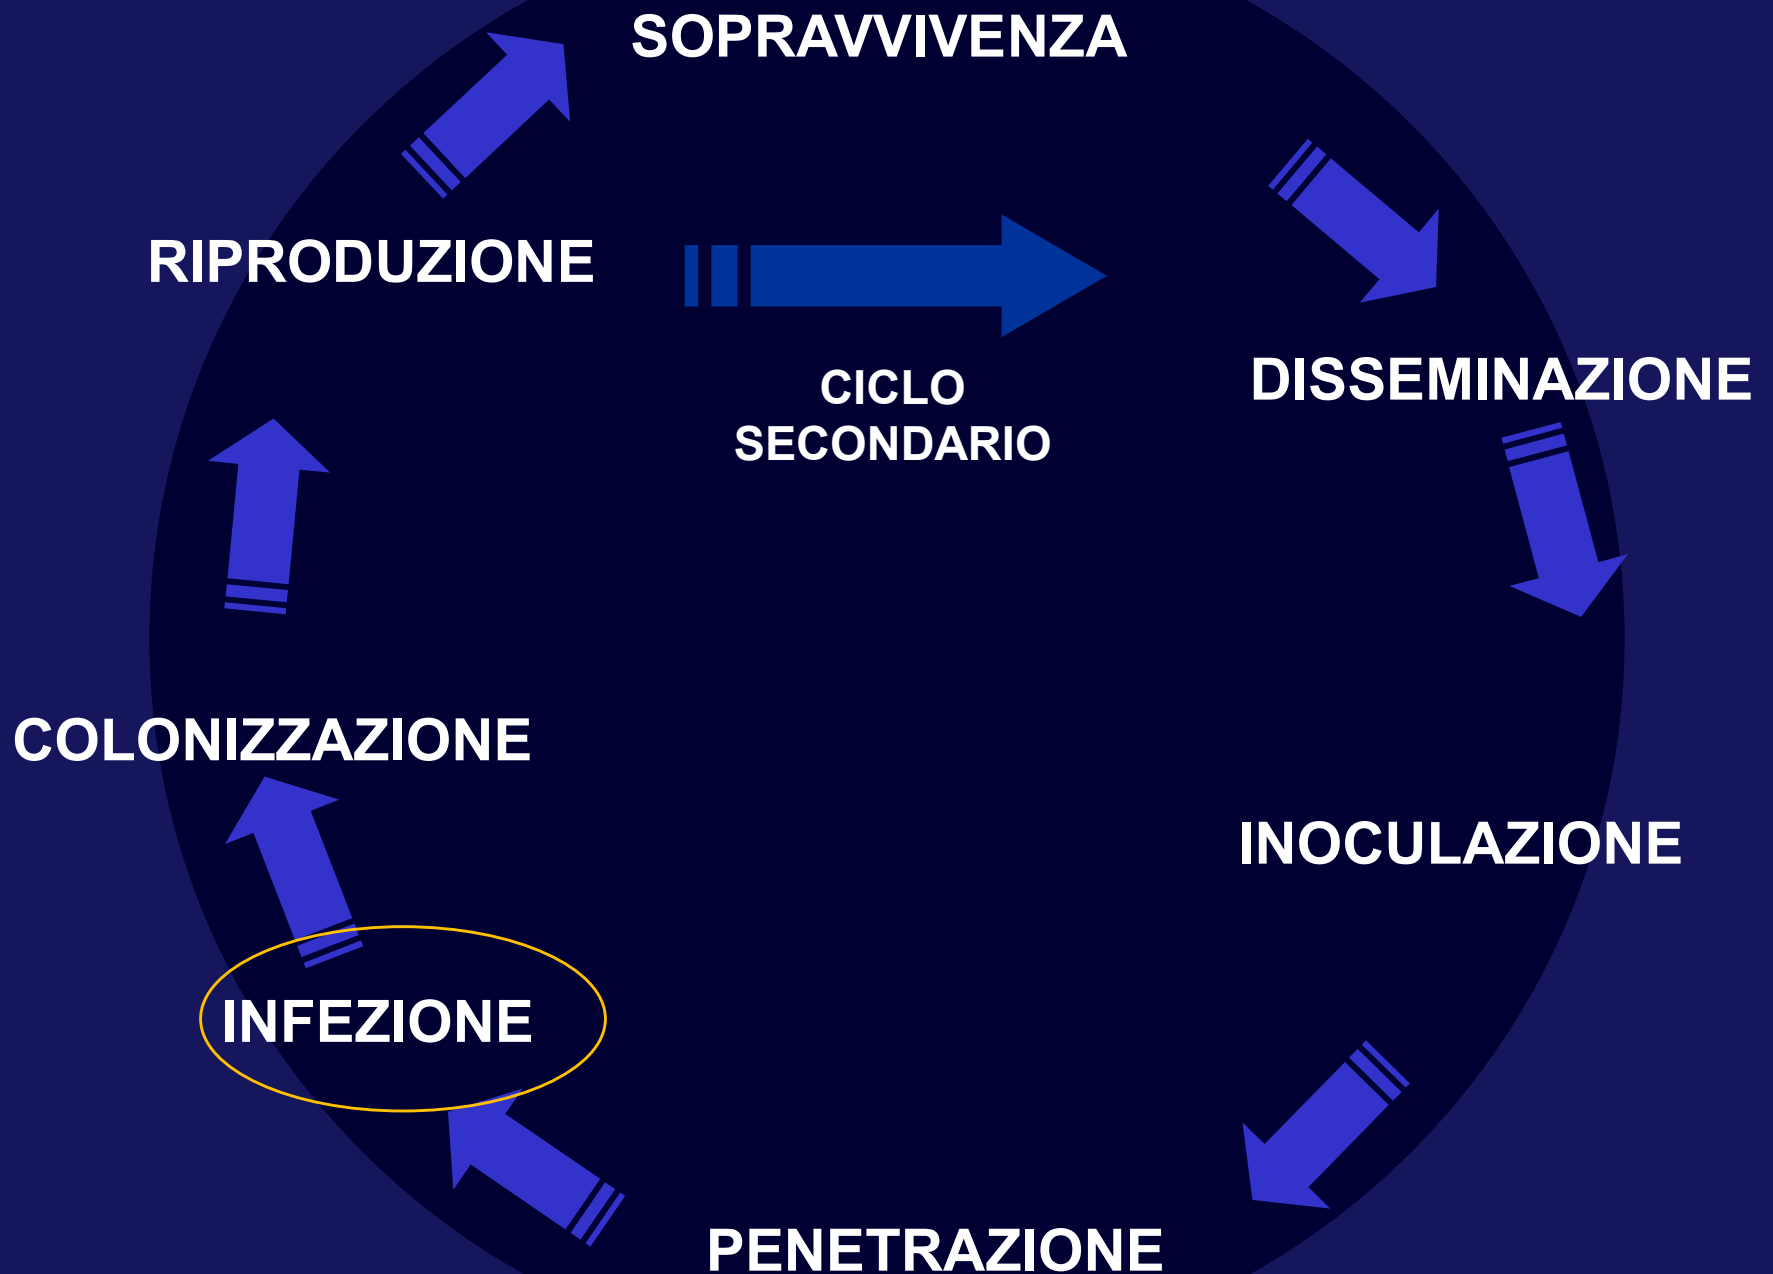 SOPRAVVIVENZA
RIPRODUZIONE
CICLO
SECONDARIO
DISSEMINAZIONE
COLONIZZAZIONE
INOCULAZIONE
INFEZIONE
PENETRAZIONE